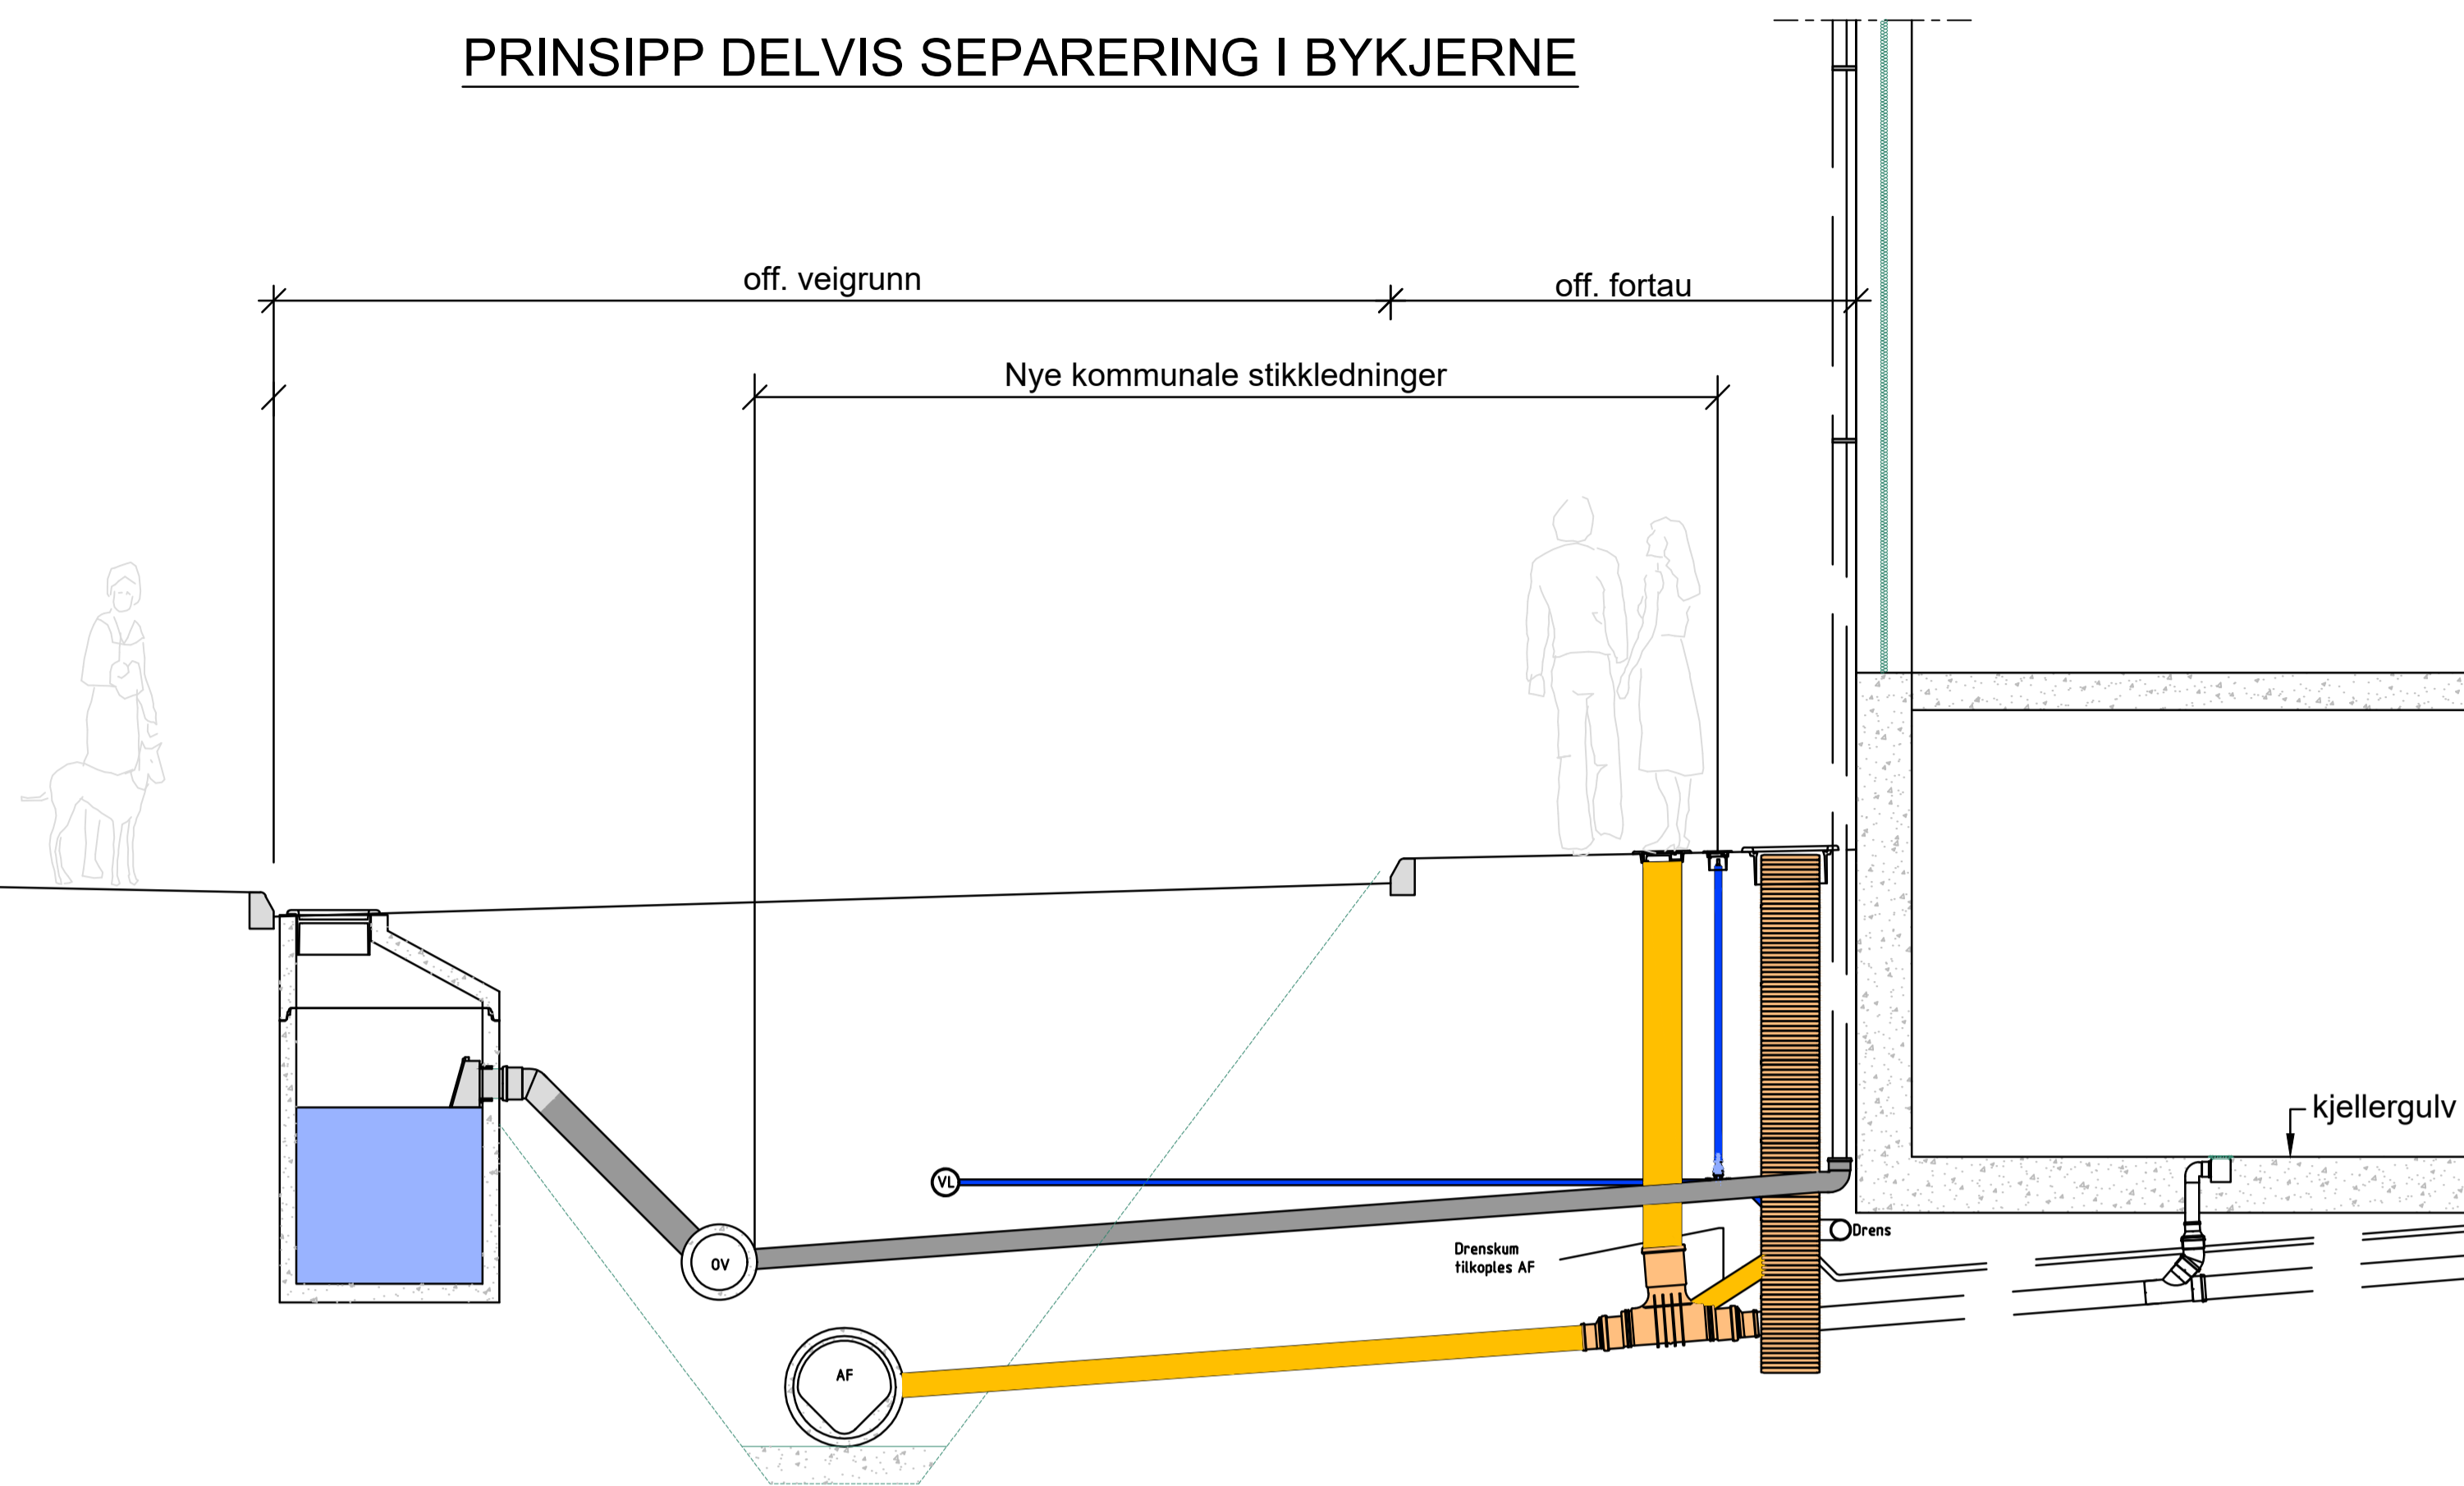 PRINSIPP DELVIS SEPARERING I BYKJERNE
off. veigrunn
off. fortau
Nye kommunale stikkledninger
kjellergulv
VL
Drens
Drenskum
tilkoples AF
OV
AF